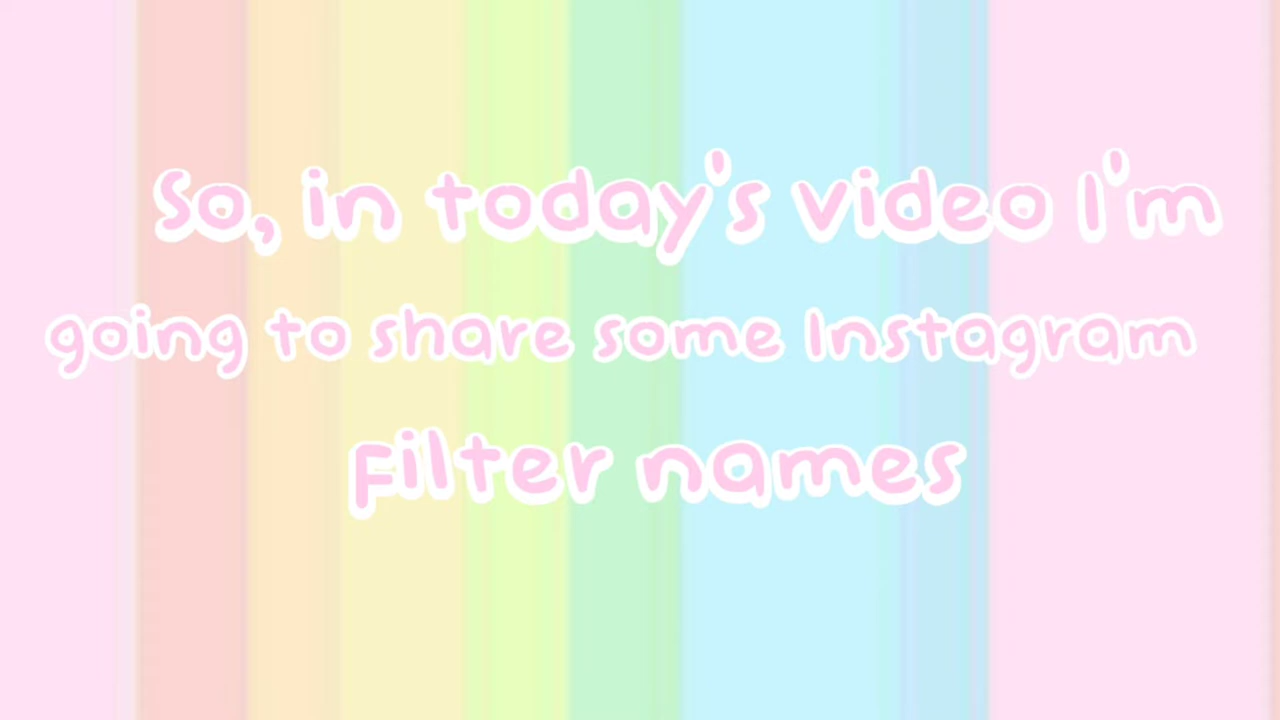 So, in today's video I'm
going to share some Instagram
Filter names